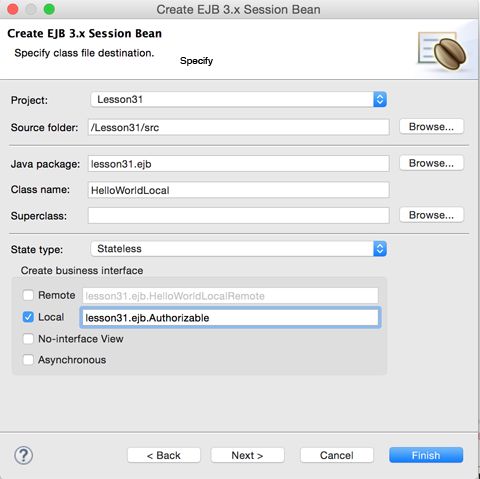 Create EJB 3.x Session Bean
Create EJB 3.x Session Bean
Specify class file destination.
Specify
Project: Lesson31
Source folder: /Lesson31/src Browse...
Java package: lesson31.ejb Browse...
Class name: HelloWorldLocal
Superclass: Browse...
State type: Stateless
Create business interface
Remote lesson31.ejb.HelloWorldLocalRemote
Local lesson31.ejb.Authorizable
No-interface View
Asynchronous
? < Back Next > Cancel Finish